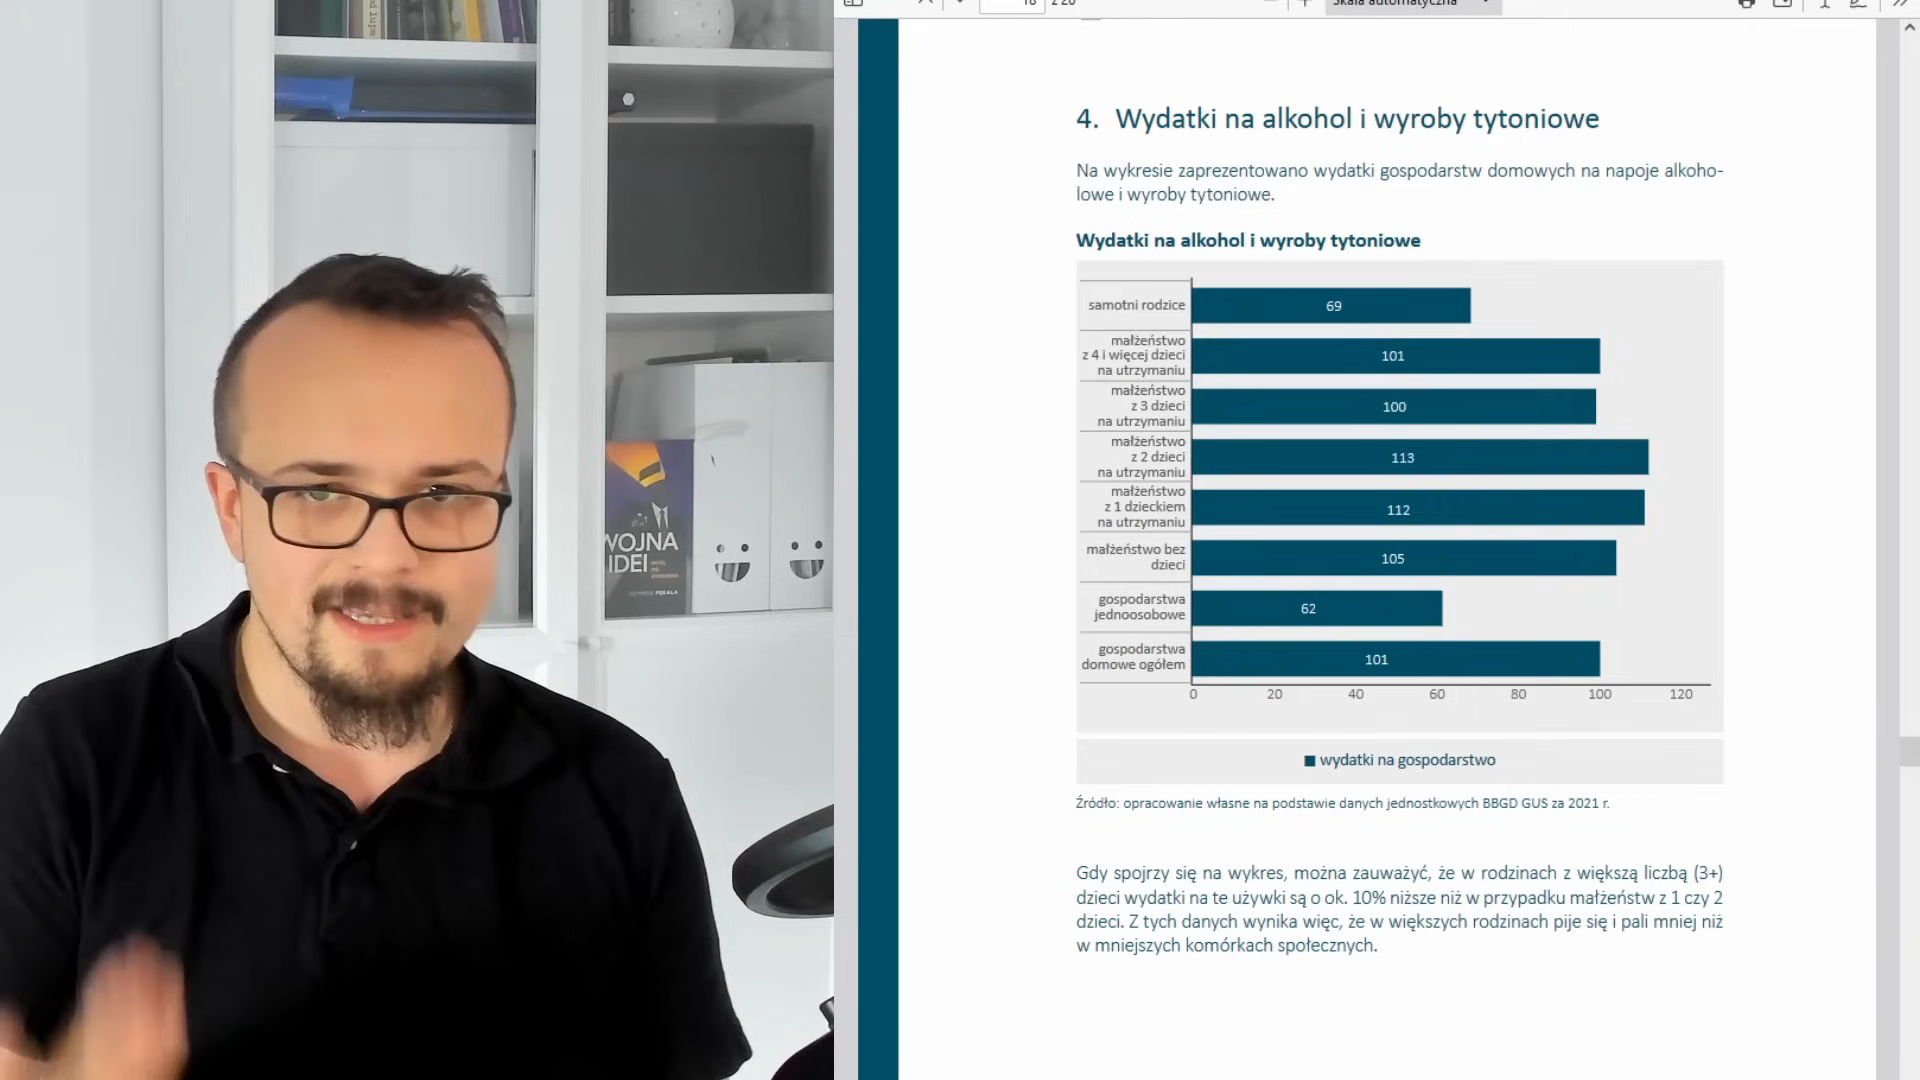 WOJNA
IDEI
SZYMON PĘKALA
18 z 20
Skala automatyczna
4. Wydatki na alkohol i wyroby tytoniowe
Na wykresie zaprezentowano wydatki gospodarstw domowych na napoje alkoho-
lowe i wyroby tytoniowe.
Wydatki na alkohol i wyroby tytoniowe
samotni rodzice
69
małżeństwo
z 4 i więcej dzieci
na utrzymaniu
101
małżeństwo
z 3 dzieci
na utrzymaniu
100
małżeństwo
z 2 dzieci
na utrzymaniu
113
małżeństwo
z 1 dzieckiem
na utrzymaniu
112
małżeństwo bez
dzieci
105
gospodarstwa
jednoosobowe
62
gospodarstwa
domowe ogółem
101
0 20 40 60 80 100 120
wydatki na gospodarstwo
Źródło: opracowanie własne na podstawie danych jednostkowych BBGD GUS za 2021 r.
Gdy spojrzy się na wykres, można zauważyć, że w rodzinach z większą liczbą (3+)
dzieci wydatki na te używki są o ok. 10% niższe niż w przypadku małżeństw z 1 czy 2
dzieci. Z tych danych wynika więc, że w większych rodzinach pije się i pali mniej niż
w mniejszych komórkach społecznych.